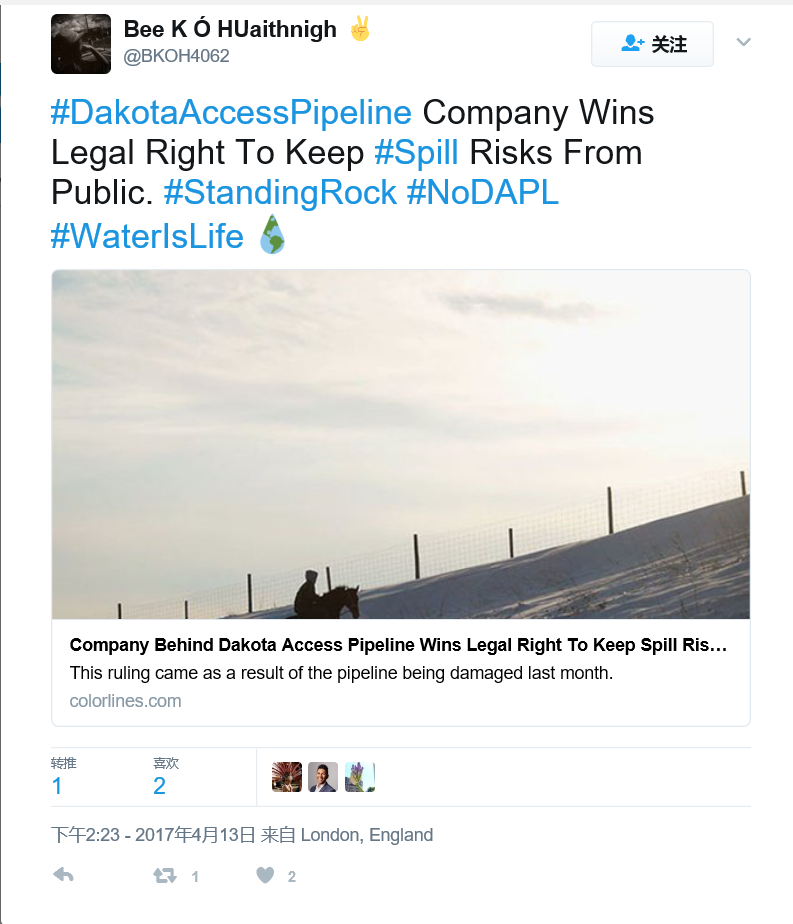 Bee K Ó HUaithnigh ✌
@BKOH4062
关注
#DakotaAccessPipeline Company Wins
Legal Right To Keep #Spill Risks From
Public. #StandingRock #NoDAPL
#WaterIsLife
Company Behind Dakota Access Pipeline Wins Legal Right To Keep Spill Ris…
This ruling came as a result of the pipeline being damaged last month.
colorlines.com
转推 喜欢
1 2
下午2:23 - 2017年4月13日 来自 London, England
1 2